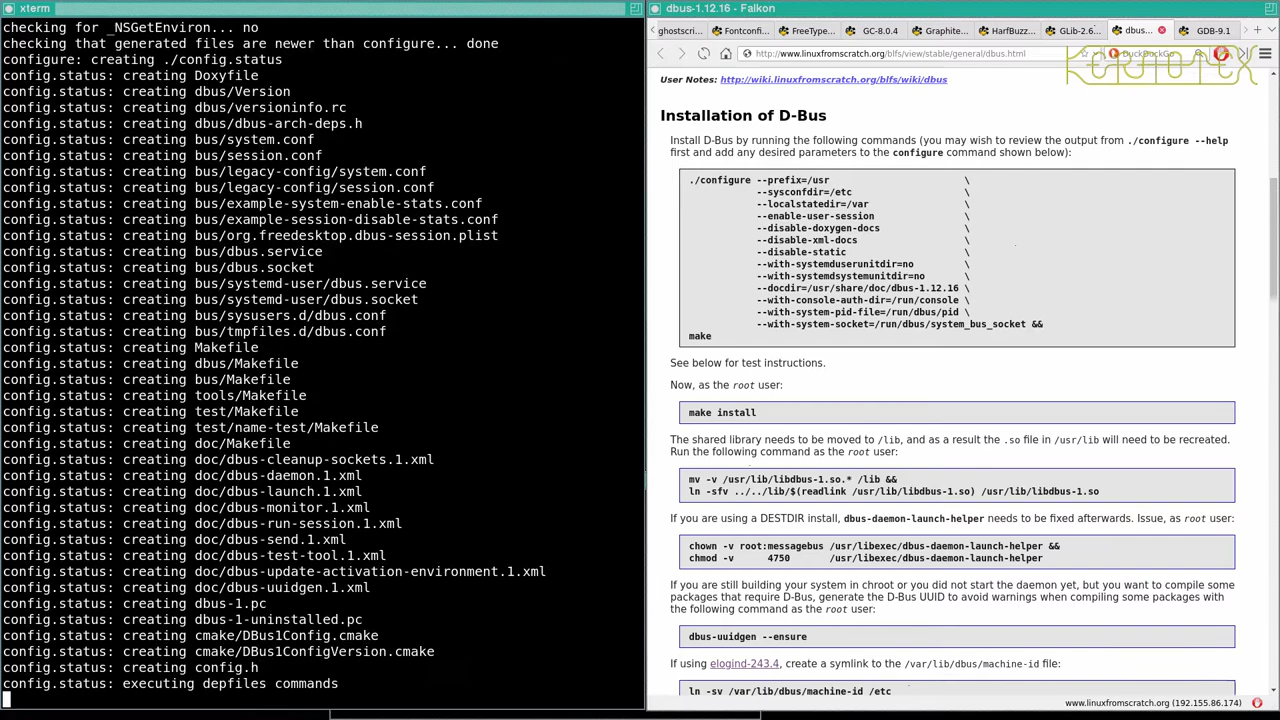 xterm
checking for _NSGetEnviron... no
checking that generated files are newer than configure... done
configure: creating ./config.status
config.status: creating Doxyfile
config.status: creating dbus/Version
config.status: creating dbus/versioninfo.rc
config.status: creating dbus/dbus-arch-deps.h
config.status: creating bus/system.conf
config.status: creating bus/session.conf
config.status: creating bus/legacy-config/system.conf
config.status: creating bus/legacy-config/session.conf
config.status: creating bus/example-system-enable-stats.conf
config.status: creating bus/example-session-disable-stats.conf
config.status: creating bus/org.freedesktop.dbus-session.plist
config.status: creating bus/dbus.service
config.status: creating bus/dbus.socket
config.status: creating bus/systemd-user/dbus.service
config.status: creating bus/systemd-user/dbus.socket
config.status: creating bus/sysusers.d/dbus.conf
config.status: creating bus/tmpfiles.d/dbus.conf
config.status: creating Makefile
config.status: creating dbus/Makefile
config.status: creating bus/Makefile
config.status: creating tools/Makefile
config.status: creating test/Makefile
config.status: creating test/name-test/Makefile
config.status: creating doc/Makefile
config.status: creating doc/dbus-cleanup-sockets.1.xml
config.status: creating doc/dbus-daemon.1.xml
config.status: creating doc/dbus-launch.1.xml
config.status: creating doc/dbus-monitor.1.xml
config.status: creating doc/dbus-run-session.1.xml
config.status: creating doc/dbus-send.1.xml
config.status: creating doc/dbus-test-tool.1.xml
config.status: creating doc/dbus-update-activation-environment.1.xml
config.status: creating doc/dbus-uuidgen.1.xml
config.status: creating dbus-1.pc
config.status: creating dbus-1-uninstalled.pc
config.status: creating cmake/DBus1Config.cmake
config.status: creating cmake/DBus1ConfigVersion.cmake
config.status: creating config.h
config.status: executing depfiles commands
dbus-1.12.16 - Falkon
ghostscri Fontconfi FreeType... GC-8.0.4 Graphite... HarfBuzz... GLib-2.6... dbus... GDB-9.1
http://www.linuxfromscratch.org/blfs/view/stable/general/dbus.html
DuckDuckGo
User Notes: http://wiki.linuxfromscratch.org/blfs/wiki/dbus
Installation of D-Bus
Install D-Bus by running the following commands (you may wish to review the output from ./configure --help
first and add any desired parameters to the configure command shown below):
./configure --prefix=/usr \
--sysconfdir=/etc \
--localstatedir=/var \
--enable-user-session \
--disable-doxygen-docs \
--disable-xml-docs \
--disable-static \
--with-systemduserunitdir=no \
--with-systemdsystemunitdir=no \
--docdir=/usr/share/doc/dbus-1.12.16 \
--with-console-auth-dir=/run/console \
--with-system-pid-file=/run/dbus/pid \
--with-system-socket=/run/dbus/system_bus_socket &&
make
See below for test instructions.
Now, as the root user:
make install
The shared library needs to be moved to /lib, and as a result the .so file in /usr/lib will need to be recreated.
Run the following command as the root user:
mv -v /usr/lib/libdbus-1.so.* /lib &&
ln -sfv ../../lib/$(readlink /usr/lib/libdbus-1.so) /usr/lib/libdbus-1.so
If you are using a DESTDIR install, dbus-daemon-launch-helper needs to be fixed afterwards. Issue, as root user:
chown -v root:messagebus /usr/libexec/dbus-daemon-launch-helper &&
chmod -v 4750 /usr/libexec/dbus-daemon-launch-helper
If you are still building your system in chroot or you did not start the daemon yet, but you want to compile some
packages that require D-Bus, generate the D-Bus UUID to avoid warnings when compiling some packages with
the following command as the root user:
dbus-uuidgen --ensure
If using elogind-243.4, create a symlink to the /var/lib/dbus/machine-id file:
ln -sv /var/lib/dbus/machine-id /etc
www.linuxfromscratch.org (192.155.86.174)